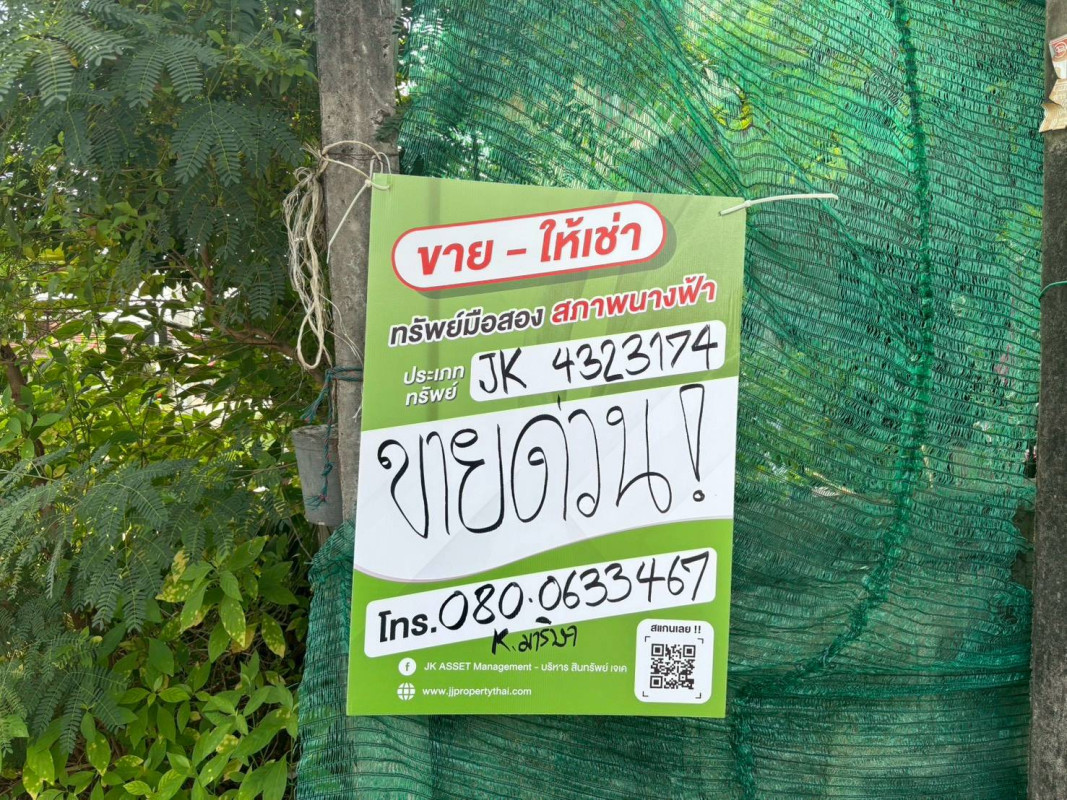 ขาย - ให้เช่า
ทรัพย์มือสอง สภาพนางฟ้า
ประเภททรัพย์ JK 4323174
ขายด่วน!
โทร. 080.0633467
K.มาริษา
JK ASSET Management - บริหาร สินทรัพย์ เจเค
www.jjpropertythai.com
สแกนเลย !!